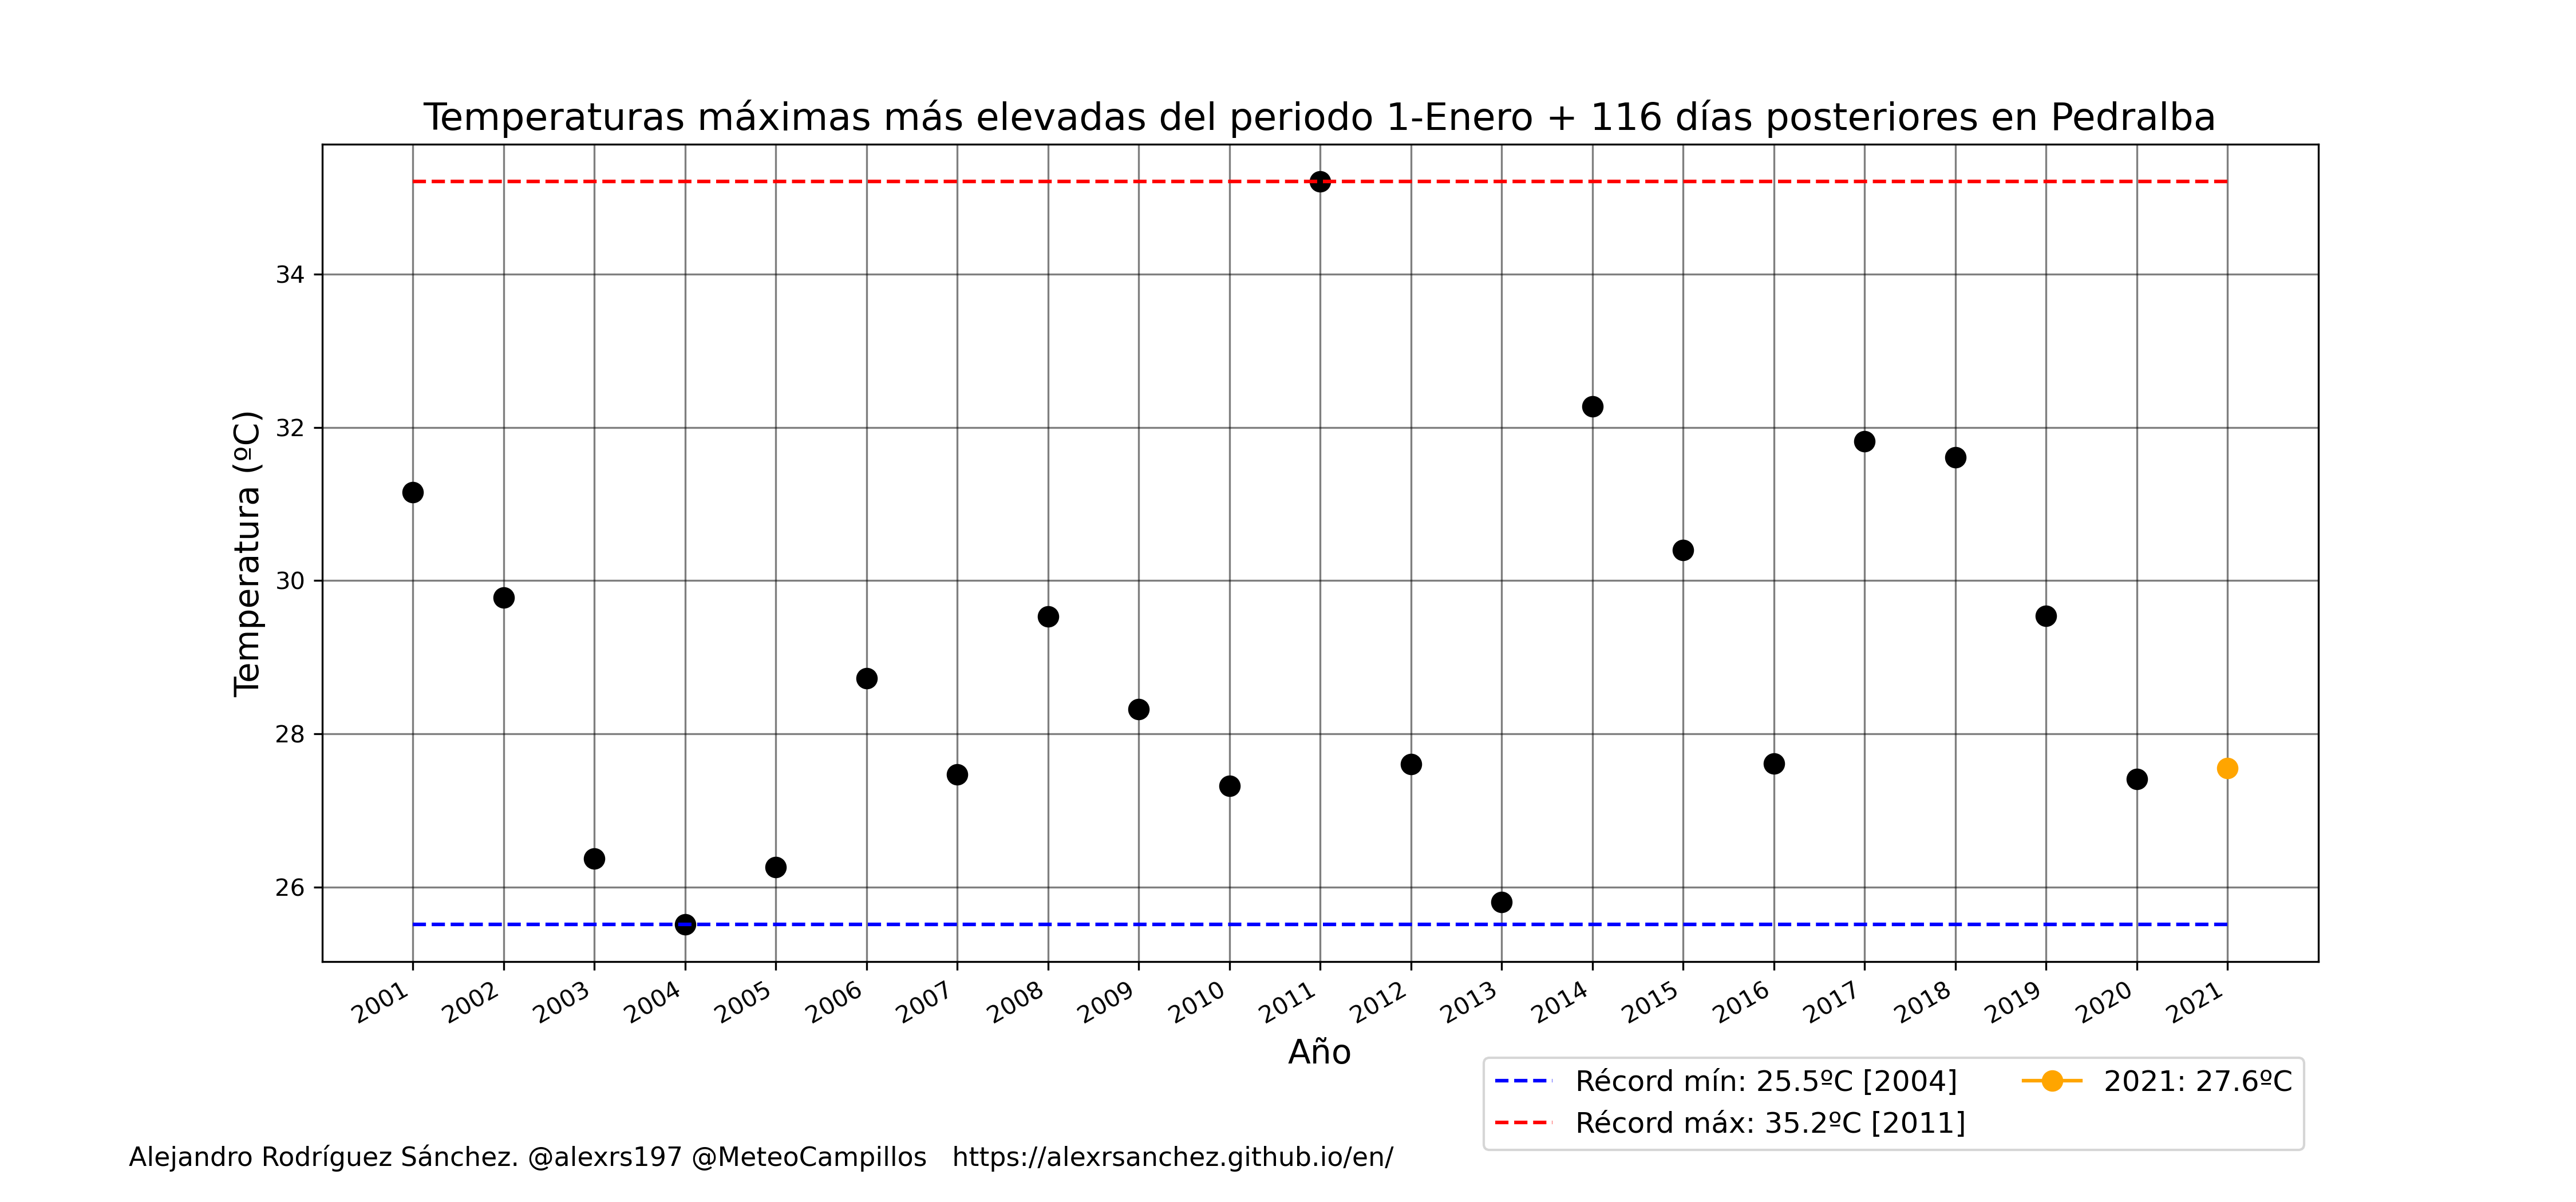 Temperaturas máximas más elevadas del periodo 1-Enero + 116 días posteriores en Pedralba
Temperatura (ºC)
34
32
30
28
26
2001 2002 2003 2004 2005 2006 2007 2008 2009 2010 2011 2012 2013 2014 2015 2016 2017 2018 2019 2020 2021
Año
Récord mín: 25.5ºC [2004] 2021: 27.6ºC
Récord máx: 35.2ºC [2011]
Alejandro Rodríguez Sánchez. @alexrs197 @MeteoCampillos https://alexrsanchez.github.io/en/